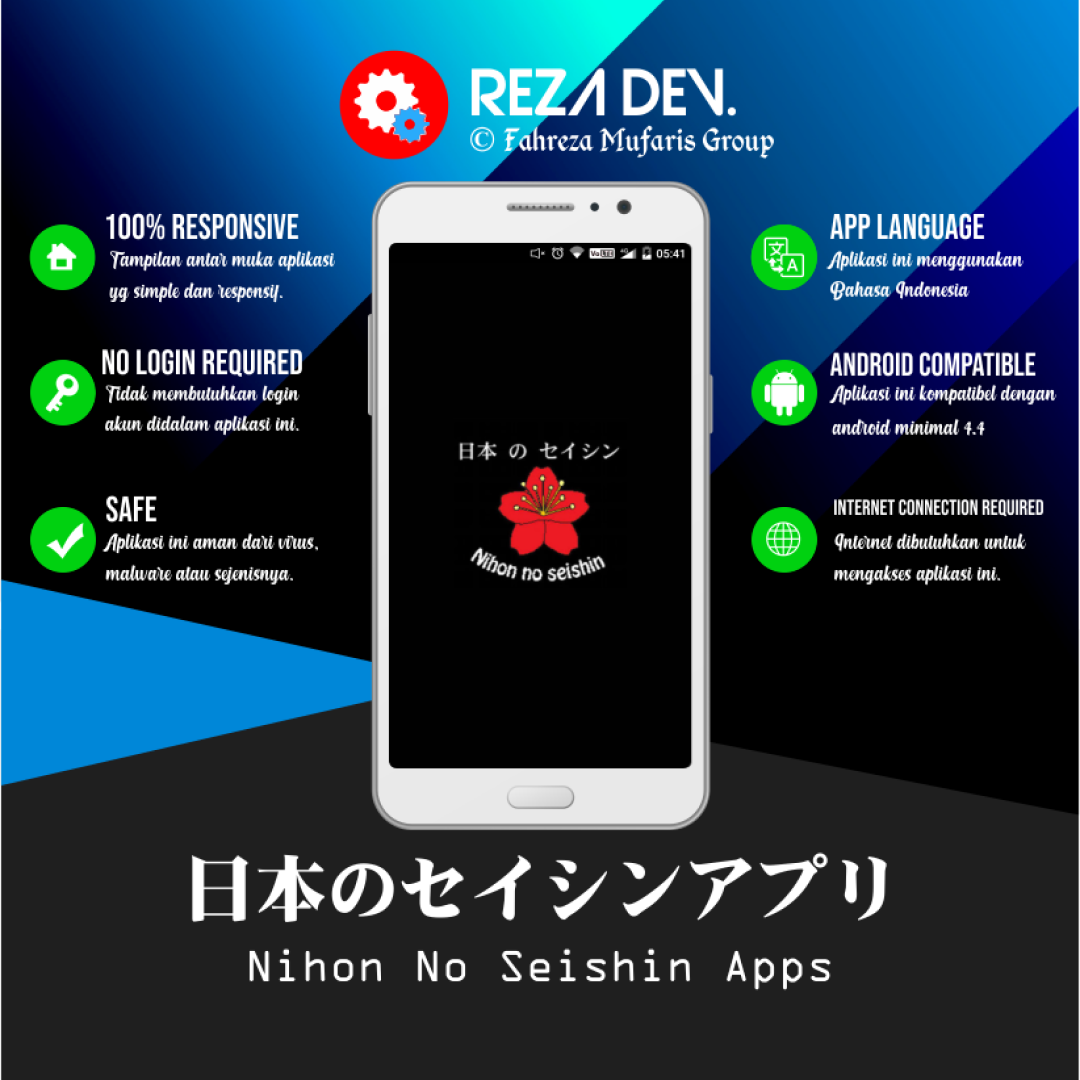 REZA DEV.
© Fahreza Mufaris Group
100% RESPONSIVE
Tampilan antar muka aplikasi
yg simple dan responsif.
NO LOGIN REQUIRED
Tidak membutuhkan login
akun didalam aplikasi ini.
SAFE
Aplikasi ini aman dari virus,
malware atau sejenisnya.
VoLTE 4G 05:41
日本 の セイシン
Nihon no seishin
APP LANGUAGE
Aplikasi ini menggunakan
Bahasa Indonesia
ANDROID COMPATIBLE
Aplikasi ini kompatibel dengan
android minimal 4.4
INTERNET CONNECTION REQUIRED
Internet dibutuhkan untuk
mengakses aplikasi ini.
日本のセイシンアプリ
Nihon No Seishin Apps